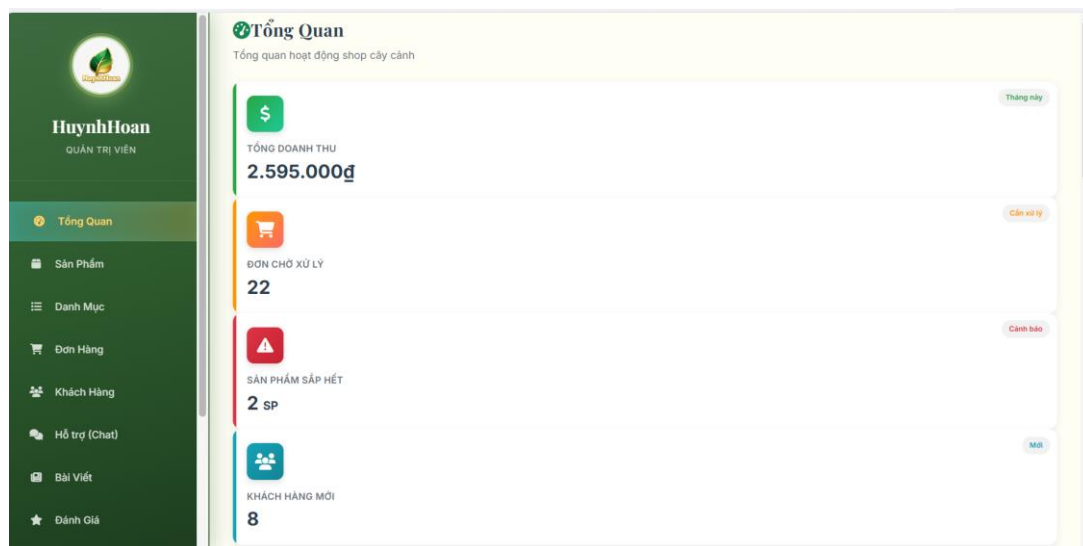 HuynhHoan
HuynhHoan
QUẢN TRỊ VIÊN
Tổng Quan
Sản Phẩm
Danh Mục
Đơn Hàng
Khách Hàng
Hỗ trợ (Chat)
Bài Viết
Đánh Giá
Tổng Quan
Tổng quan hoạt động shop cây cảnh
Tháng này
TỔNG DOANH THU
2.595.000₫
Cần xử lý
ĐƠN CHỜ XỬ LÝ
22
Cảnh báo
SẢN PHẨM SẮP HẾT
2 SP
Mới
KHÁCH HÀNG MỚI
8